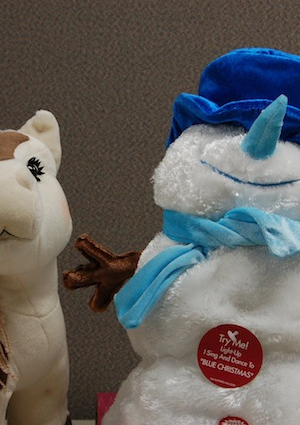 Try Me!
Light-Up
I Sing And Dance To
"BLUE CHRISTMAS"